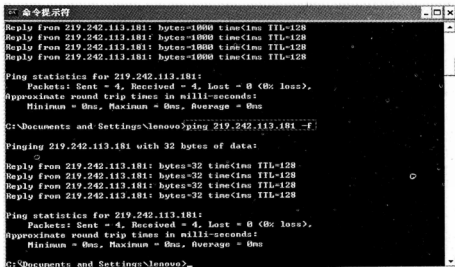 命令提示符
Reply from 219.242.113.181: bytes=1000 time<1ms TTL=128
Reply from 219.242.113.181: bytes=1000 time<1ms TTL=128
Reply from 219.242.113.181: bytes=1000 time<1ms TTL=128
Reply from 219.242.113.181: bytes=1000 time<1ms TTL=128
Ping statistics for 219.242.113.181:
Packets: Sent = 4, Received = 4, Lost = 0 (0% loss),
Approximate round trip times in milli-seconds:
Minimum = 0ms, Maximum = 0ms, Average = 0ms
C:\Documents and Settings\lenovo>ping 219.242.113.181 -f
Pinging 219.242.113.181 with 32 bytes of data:
Reply from 219.242.113.181: bytes=32 time<1ms TTL=128
Reply from 219.242.113.181: bytes=32 time<1ms TTL=128
Reply from 219.242.113.181: bytes=32 time<1ms TTL=128
Reply from 219.242.113.181: bytes=32 time<1ms TTL=128
Ping statistics for 219.242.113.181:
Packets: Sent = 4, Received = 4, Lost = 0 (0% loss),
Approximate round trip times in milli-seconds:
Minimum = 0ms, Maximum = 0ms, Average = 0ms
C:\Documents and Settings\lenovo>_